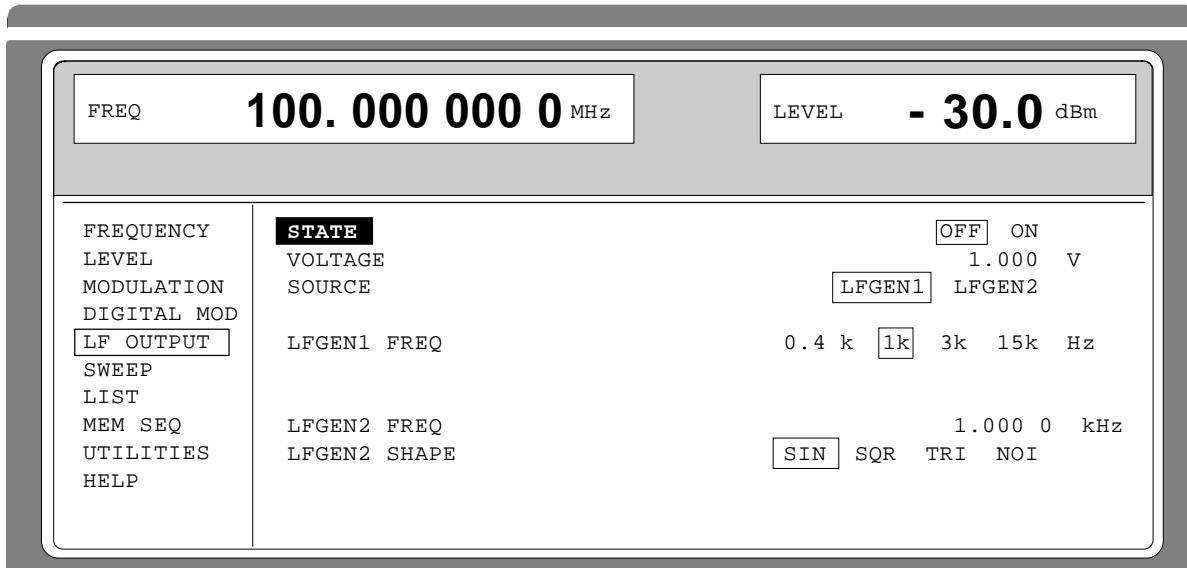 FREQ 100. 000 000 0 MHz LEVEL - 30.0 dBm
FREQUENCY STATE OFF ON
LEVEL VOLTAGE 1.000 V
MODULATION SOURCE LFGEN1 LFGEN2
DIGITAL MOD
LF OUTPUT LFGEN1 FREQ 0.4 k 1k 3k 15k Hz
SWEEP
LIST
MEM SEQ LFGEN2 FREQ 1.000 0 kHz
UTILITIES LFGEN2 SHAPE SIN SQR TRI NOI
HELP